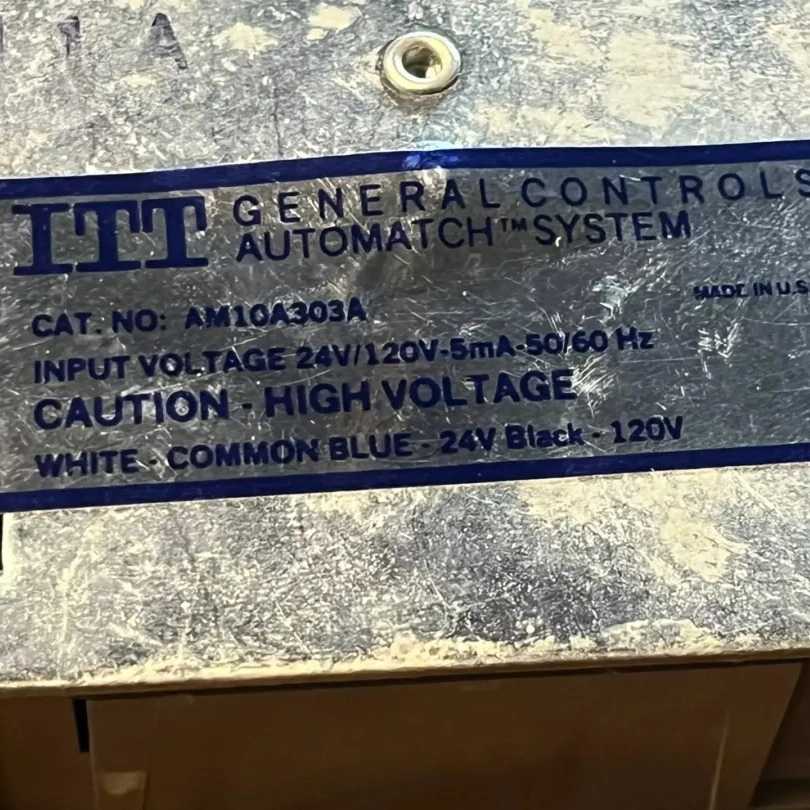 11A
ITT GENERAL CONTROLS
AUTOMATCH™ SYSTEM
MADE IN U.S
CAT. NO: AM10A303A
INPUT VOLTAGE 24V/120V-5mA-50/60 Hz
CAUTION - HIGH VOLTAGE
WHITE - COMMON BLUE - 24V Black - 120V